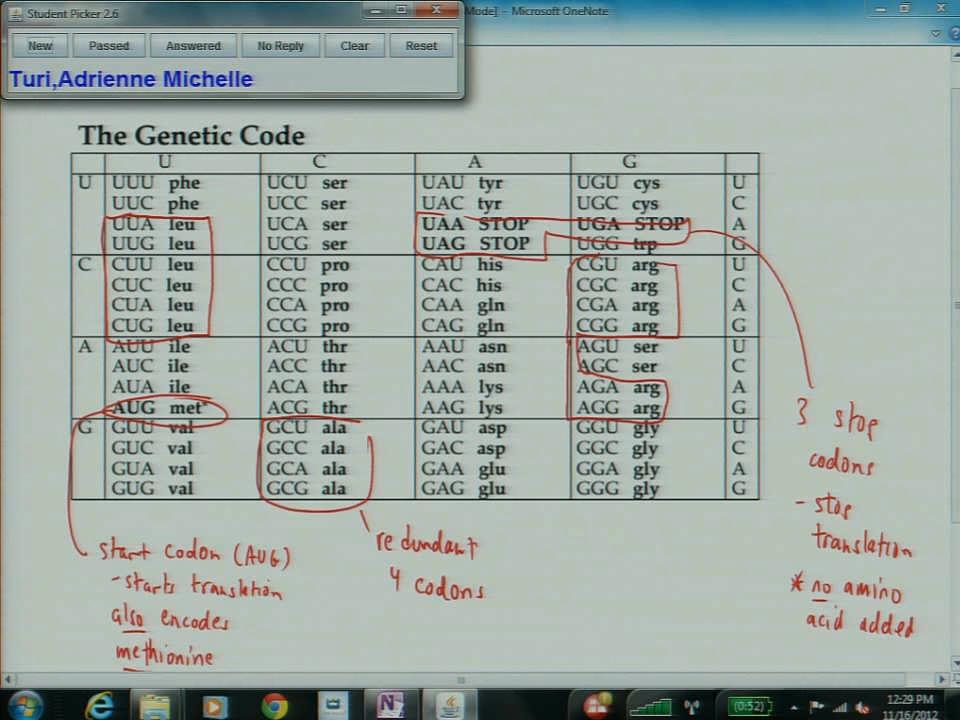 Student Picker 2.6
Mode] - Microsoft OneNote
New Passed Answered No Reply Clear Reset
Turi,Adrienne Michelle
The Genetic Code
U C A G
U UUU phe UCU ser UAU tyr UGU cys U
UUC phe UCC ser UAC tyr UGC cys C
UUA leu UCA ser UAA STOP UGA STOP A
UUG leu UCG ser UAG STOP UGG trp G
C CUU leu CCU pro CAU his CGU arg U
CUC leu CCC pro CAC his CGC arg C
CUA leu CCA pro CAA gln CGA arg A
CUG leu CCG pro CAG gln CGG arg G
A AUU ile ACU thr AAU asn AGU ser U
AUC ile ACC thr AAC asn AGC ser C
AUA ile ACA thr AAA lys AGA arg A
AUG met* ACG thr AAG lys AGG arg G
G GUU val GCU ala GAU asp GGU gly U
GUC val GCC ala GAC asp GGC gly C
GUA val GCA ala GAA glu GGA gly A
GUG val GCG ala GAG glu GGG gly G
3 stop
codons
- stop
translation
* no amino
acid added
redundant
4 codons
start codon (AUG)
- starts translation
also encodes
methionine
(0:52)
12:29 PM
11/16/2012